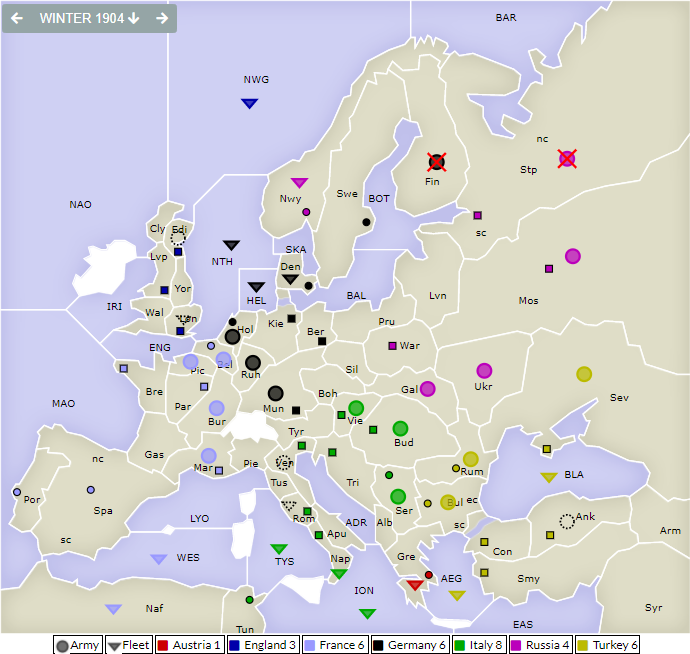 WINTER 1904
BAR
NWG
nc
Stp
Fin
Nwy
Swe
BOT
NAO
Cly
Edi
sc
SKA
NTH
Lvp
Den
Mos
HEL
BAL
Lvn
Yor
IRI
Wal
Lon
Hol
Kie
Ber
Pru
War
ENG
Pic
Bel
Ruh
Sil
Gal
Ukr
Sev
Bre
Par
Mun
Boh
MAO
Bur
Vie
Tyr
Bud
nc
Gas
Mar
Pie
Ven
Rum
BLA
Por
Spa
Tus
Tri
Ser
Bul
ec
Ank
LYO
Rom
ADR
Alb
sc
Arm
sc
Apu
Con
WES
TYS
Nap
Gre
AEG
Smy
ION
Naf
Syr
Tun
EAS
Army Fleet Austria 1 England 3 France 6 Germany 6 Italy 8 Russia 4 Turkey 6